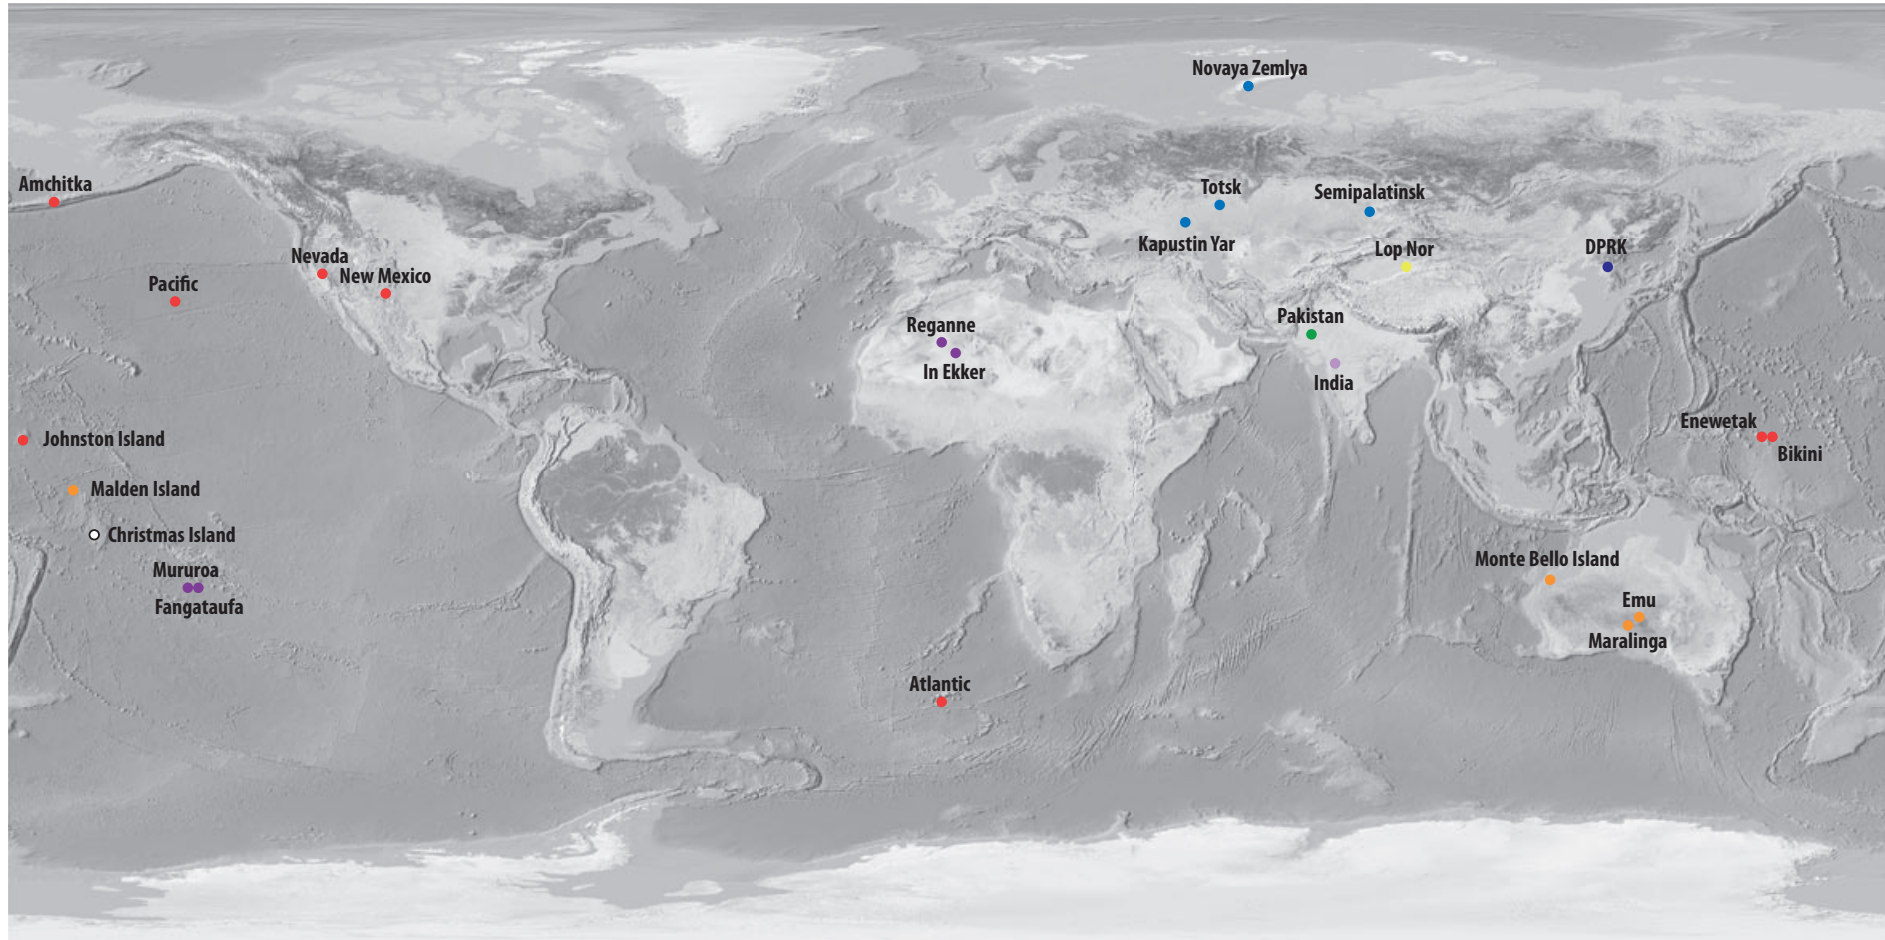 Novaya Zemlya
Amchitka
Totsk
Semipalatinsk
Kapustin Yar
Nevada
New Mexico
Lop Nor
DPRK
Pacific
Pakistan
Reganne
In Ekker
India
Enewetak
Bikini
Johnston Island
Malden Island
Christmas Island
Mururoa
Fangataufa
Monte Bello Island
Emu
Maralinga
Atlantic